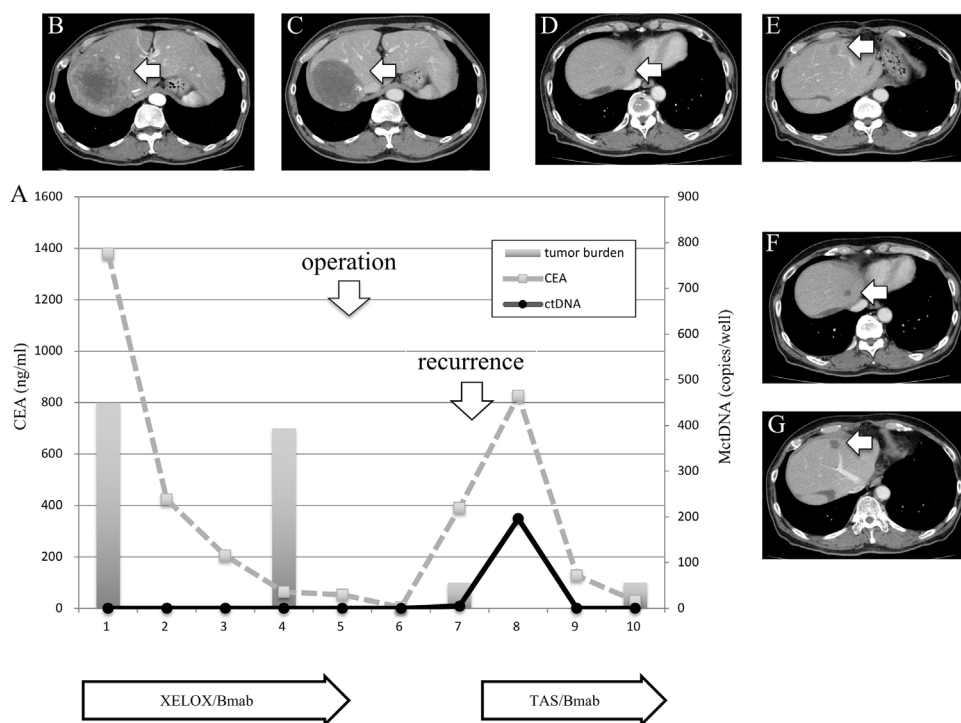 B
C
D
E
A
1600
1400
1200
1000
800
600
400
200
0
CEA (ng/ml)
operation
recurrence
tumor burden
CEA
ctDNA
900
800
700
600
500
400
300
200
100
0
MctDNA (copies/well)
1 2 3 4 5 6 7 8 9 10
F
G
XELOX/Bmab
TAS/Bmab